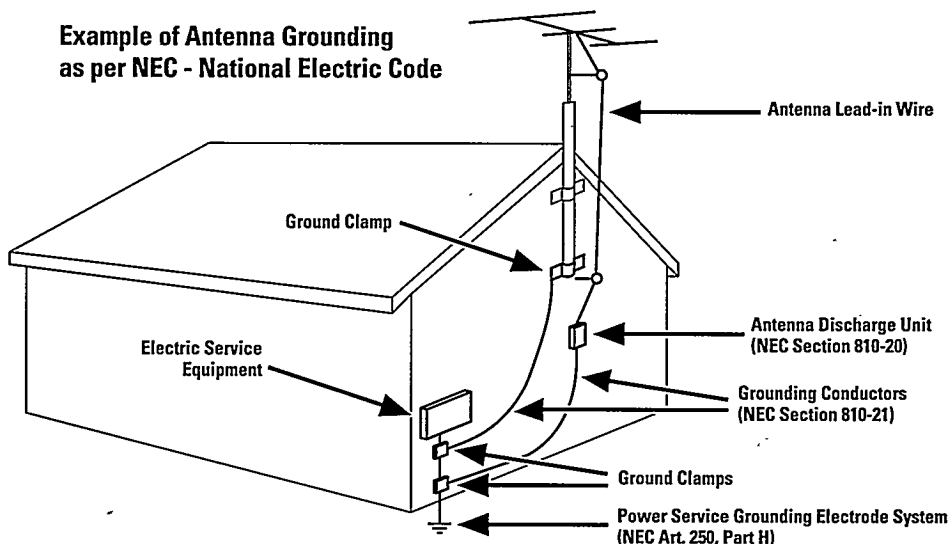 Example of Antenna Grounding
as per NEC - National Electric Code
Antenna Lead-in Wire
Ground Clamp
Antenna Discharge Unit
(NEC Section 810-20)
Electric Service
Equipment
Grounding Conductors
(NEC Section 810-21)
Ground Clamps
Power Service Grounding Electrode System
(NEC Art. 250, Part H)